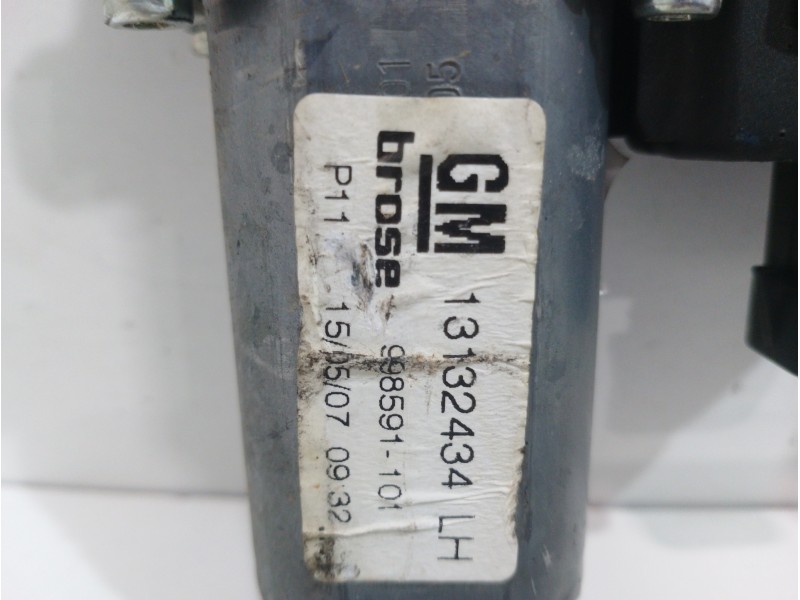 GM 13132434 LH
brose 998591-101
P11 15/05/07 09:32